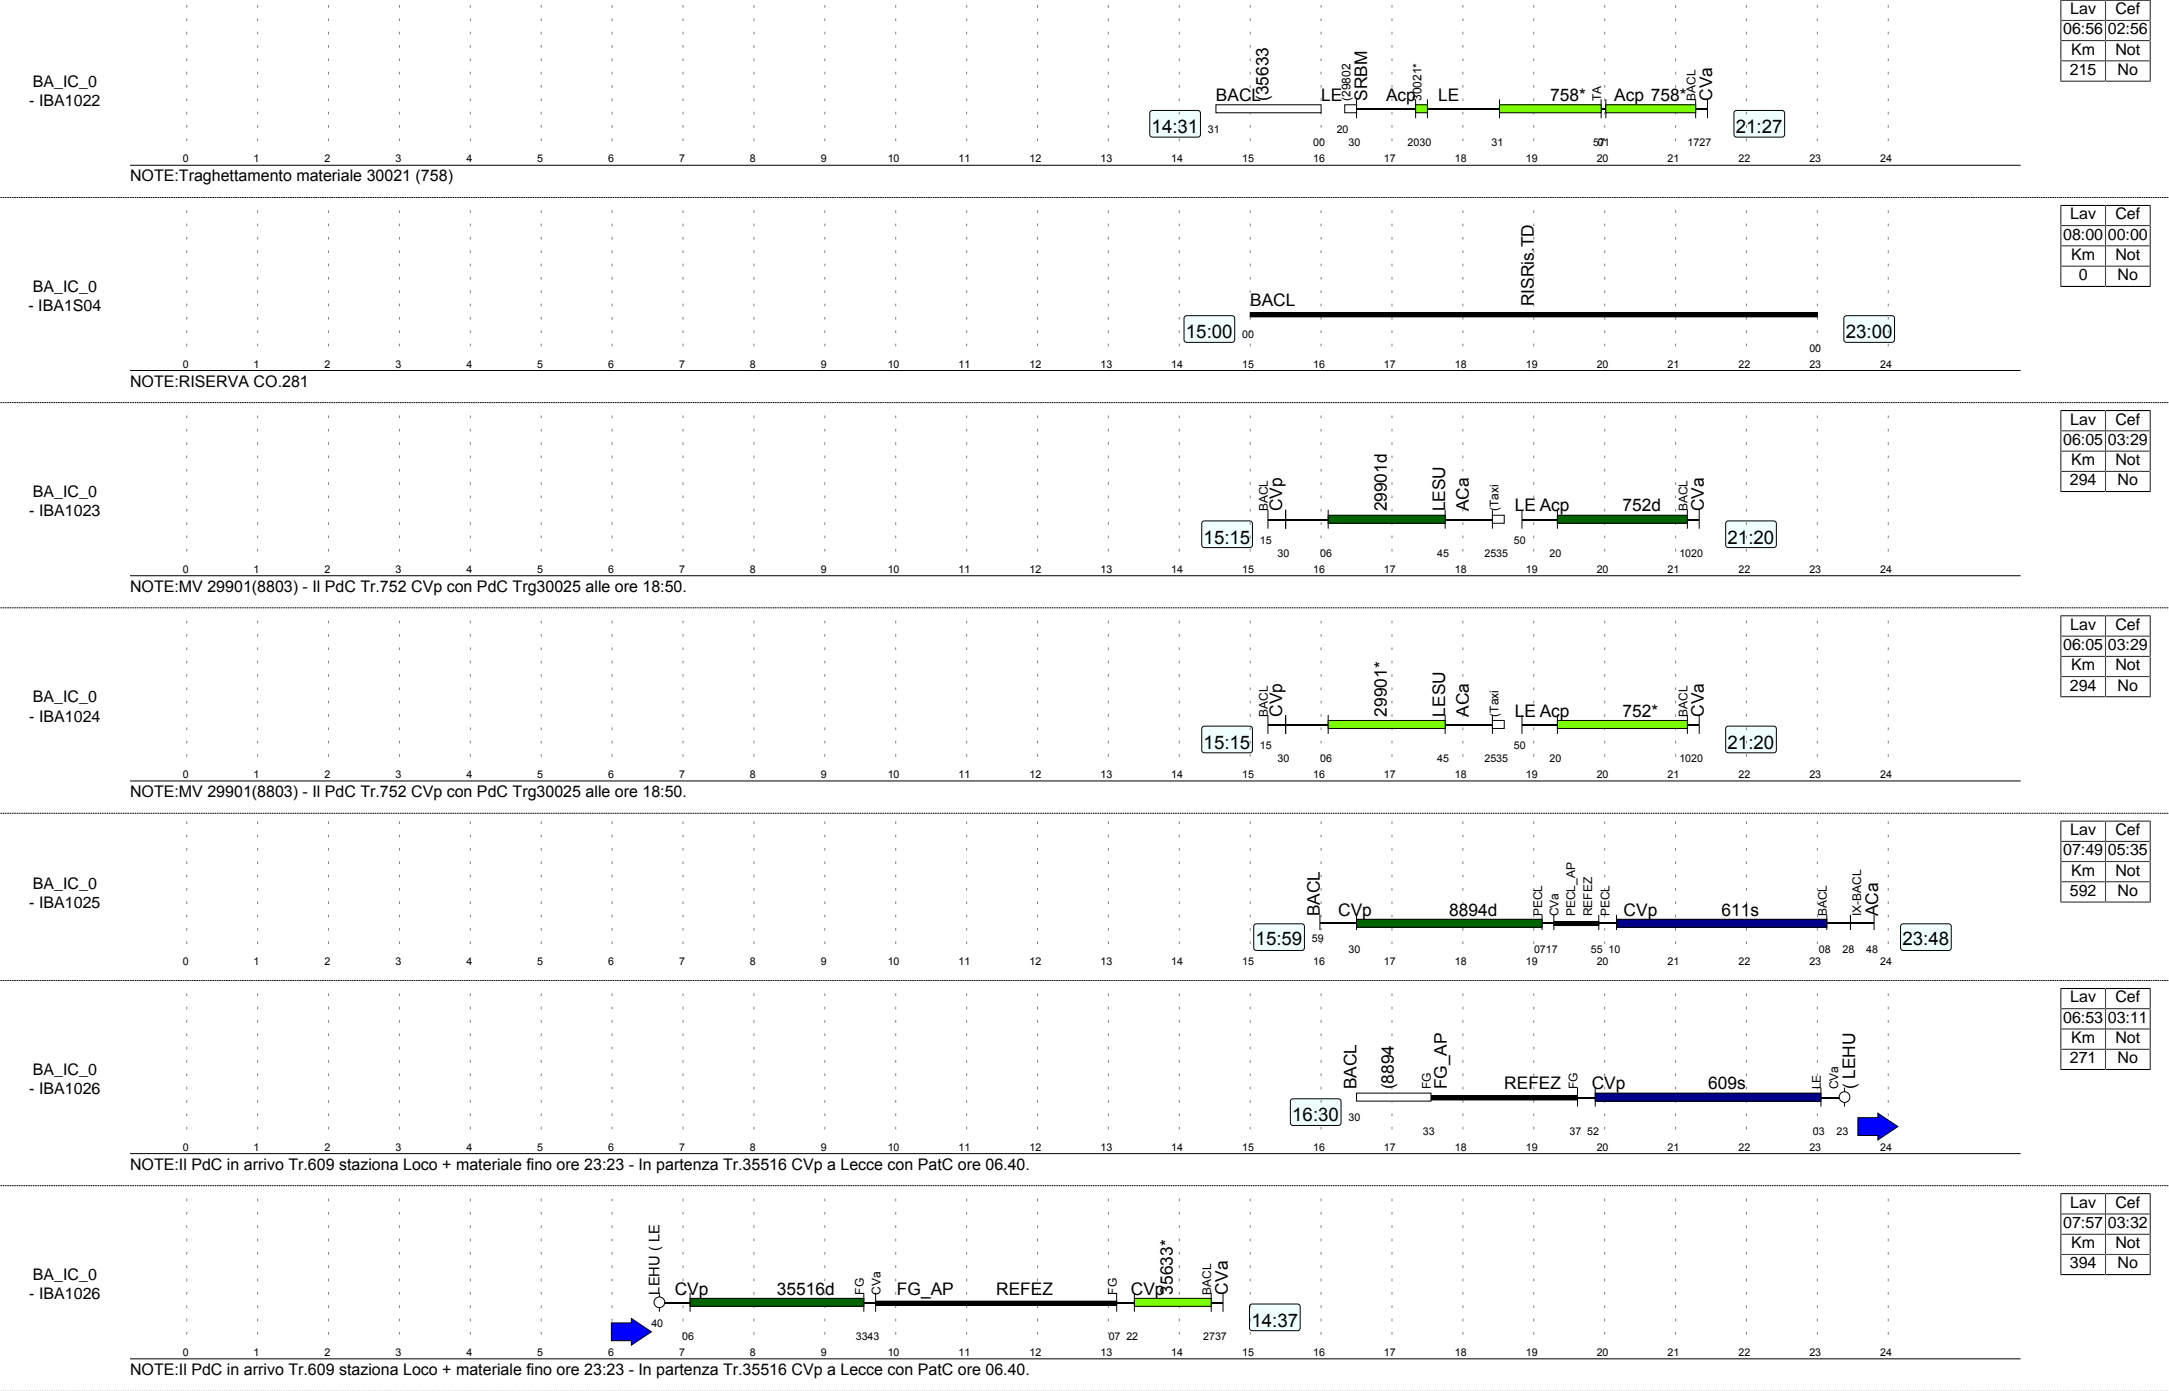 Lav Cef
06:56 02:56
Km Not
215 No
BA_IC_0
- IBA1022
BACL (35633 LE (29802 SRBM Acp 30021* LE 758* TA Acp 758* BACL CVa
14:31 31 00 20 30 2030 31 1727 21:27
0 1 2 3 4 5 6 7 8 9 10 11 12 13 14 15 16 17 18 19 20 21 22 23 24
NOTE:Traghettamento materiale 30021 (758)
Lav Cef
08:00 00:00
Km Not
0 No
BA_IC_0
- IBA1S04
BACL RISRis.TD
15:00 00 00 23:00
0 1 2 3 4 5 6 7 8 9 10 11 12 13 14 15 16 17 18 19 20 21 22 23 24
NOTE:RISERVA CO.281
Lav Cef
06:05 03:29
Km Not
294 No
BA_IC_0
- IBA1023
BACL CVp 29901d LESU ACa (Taxi LE Acp 752d BACL CVa
15:15 15 30 06 45 2535 50 20 1020 21:20
0 1 2 3 4 5 6 7 8 9 10 11 12 13 14 15 16 17 18 19 20 21 22 23 24
NOTE:MV 29901(8803) - Il PdC Tr.752 CVp con PdC Trg30025 alle ore 18:50.
Lav Cef
06:05 03:29
Km Not
294 No
BA_IC_0
- IBA1024
BACL CVp 29901* LESU ACa (Taxi LE Acp 752* BACL CVa
15:15 15 30 06 45 2535 50 20 1020 21:20
0 1 2 3 4 5 6 7 8 9 10 11 12 13 14 15 16 17 18 19 20 21 22 23 24
NOTE:MV 29901(8803) - Il PdC Tr.752 CVp con PdC Trg30025 alle ore 18:50.
Lav Cef
07:49 05:35
Km Not
592 No
BA_IC_0
- IBA1025
BACL CVp 8894d PECL CVa PECL_AP REFEZ PECL CVp 611s BACL IX-BACL ACa
15:59 59 30 0717 55 10 08 28 48 23:48
0 1 2 3 4 5 6 7 8 9 10 11 12 13 14 15 16 17 18 19 20 21 22 23 24
Lav Cef
06:53 03:11
Km Not
271 No
BA_IC_0
- IBA1026
BACL (8894 FG FG_AP REFEZ FG CVp 609s LE CVa ( LEHU
16:30 30 33 37 52 03 23
0 1 2 3 4 5 6 7 8 9 10 11 12 13 14 15 16 17 18 19 20 21 22 23 24
NOTE:Il PdC in arrivo Tr.609 staziona Loco + materiale fino ore 23:23 - In partenza Tr.35516 CVp a Lecce con PatC ore 06.40.
Lav Cef
07:57 03:32
Km Not
394 No
BA_IC_0
- IBA1026
LEHU ( LE CVp 35516d FG CVa FG_AP REFEZ FG CVp 35633* BACL CVa
40 06 3343 07 22 2737 14:37
0 1 2 3 4 5 6 7 8 9 10 11 12 13 14 15 16 17 18 19 20 21 22 23 24
NOTE:Il PdC in arrivo Tr.609 staziona Loco + materiale fino ore 23:23 - In partenza Tr.35516 CVp a Lecce con PatC ore 06.40.